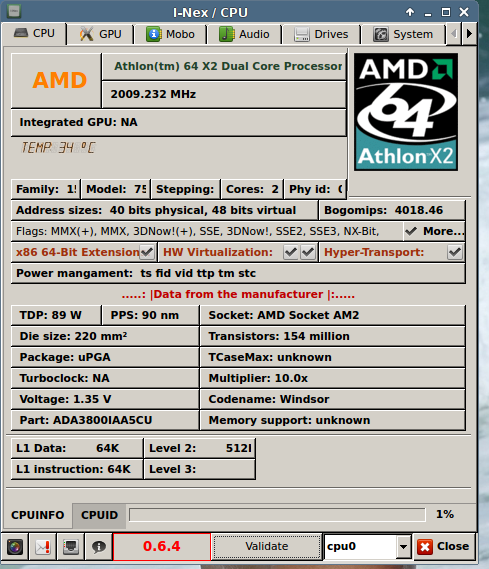 I-Nex / CPU
CPU GPU Mobo Audio Drives System
AMD
Athlon(tm) 64 X2 Dual Core Processor
2009.232 MHz
Integrated GPU: NA
TEMP: 34 °C
AMD
64
Athlon X2
Family: Model: Stepping: Cores: 2 Phy id:
Address sizes: 40 bits physical, 48 bits virtual Bogomips: 4018.46
Flags: MMX(+), MMX, 3DNow!(+), SSE, 3DNow!, SSE2, SSE3, NX-Bit, More...
x86 64-Bit Extension HW Virtualization: Hyper-Transport:
Power mangament: ts fid vid ttp tm stc
.....: |Data from the manufacturer |:.....
TDP: 89 W PPS: 90 nm Socket: AMD Socket AM2
Die size: 220 mm² Transistors: 154 million
Package: uPGA TCaseMax: unknown
Turboclock: NA Multiplier: 10.0x
Voltage: 1.35 V Codename: Windsor
Part: ADA3800IAA5CU Memory support: unknown
L1 Data: 64K Level 2: 512
L1 instruction: 64K Level 3:
CPUINFO CPUID 1%
0.6.4 Validate cpu0 Close